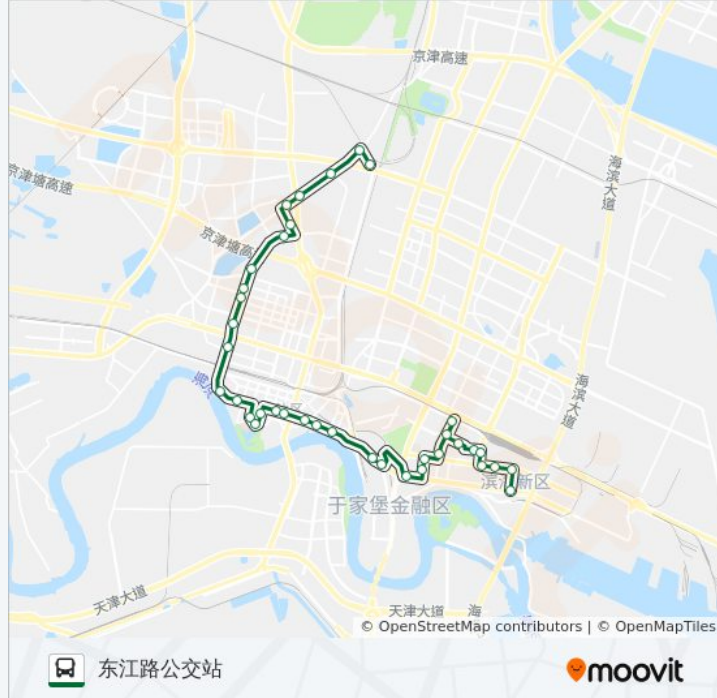 京津高速
海滨大道
京津塘高速
京津塘高
海滨大道
滨海新区
于家堡金融区
天津大道
天津大道
海
© OpenStreetMap contributors | © OpenMapTiles
东江路公交站
moovit